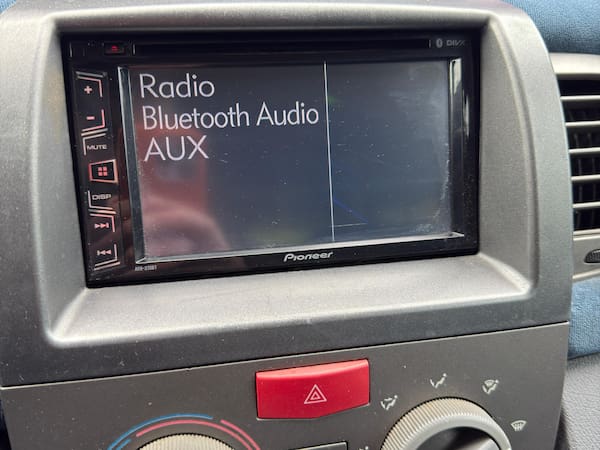 DIVX
+
-
MUTE
DISP
Radio
Bluetooth Audio
AUX
Pioneer